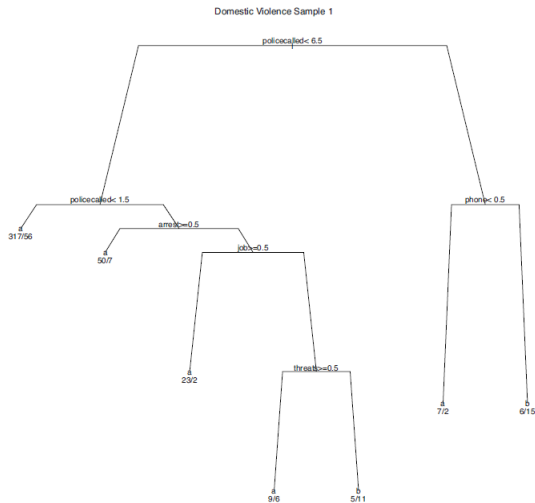 Domestic Violence Sample 1
policecalled< 6.5
policecalled< 1.5
phone< 0.5
a
317/56
arrest>=0.5
a
50/7
job>=0.5
a
23/2
threats>=0.5
a
7/2
b
6/15
a
9/6
b
5/11